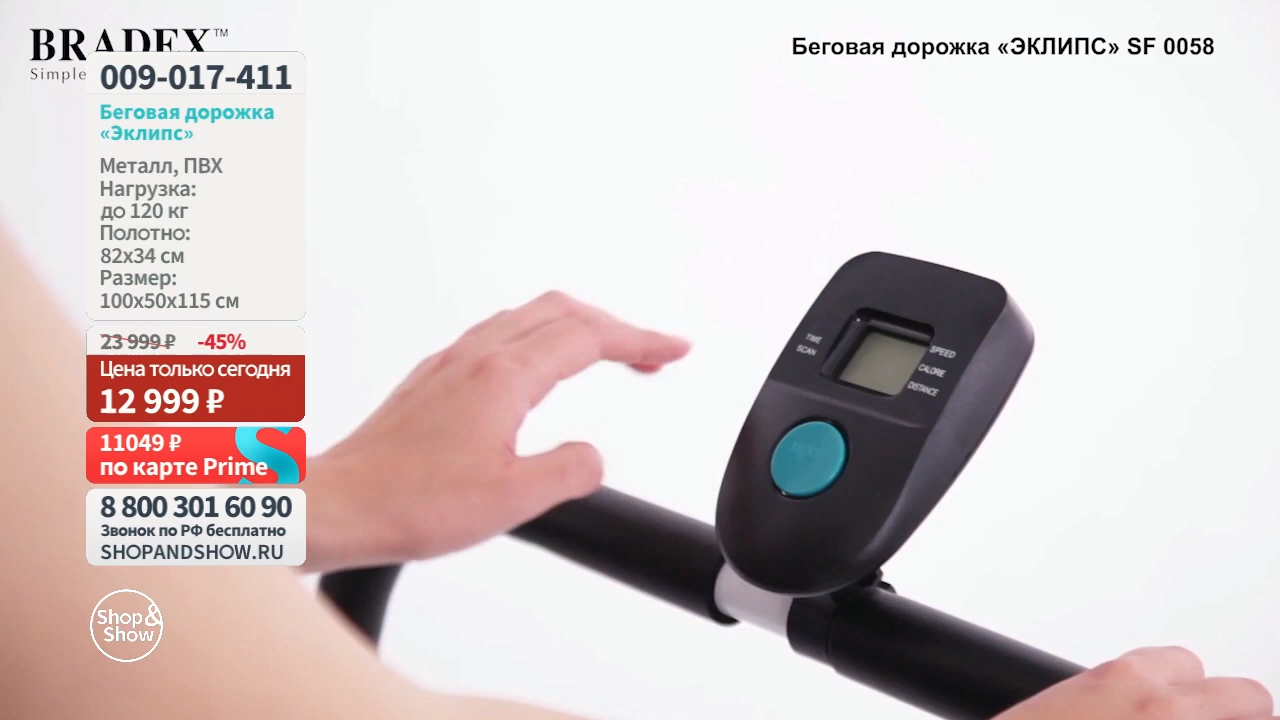 BRADEX™
Simple
Беговая дорожка «ЭКЛИПС» SF 0058
009-017-411
Беговая дорожка
«Эклипс»
Металл, ПВХ
Нагрузка:
до 120 кг
Полотно:
82x34 см
Размер:
100x50x115 см
23 999 ₽ -45%
Цена только сегодня
12 999 ₽
11049 ₽
по карте Prime
8 800 301 60 90
Звонок по РФ бесплатно
SHOPANDSHOW.RU
Shop&
Show
TIME
SCAN
SPEED
CALORE
DISTANCE